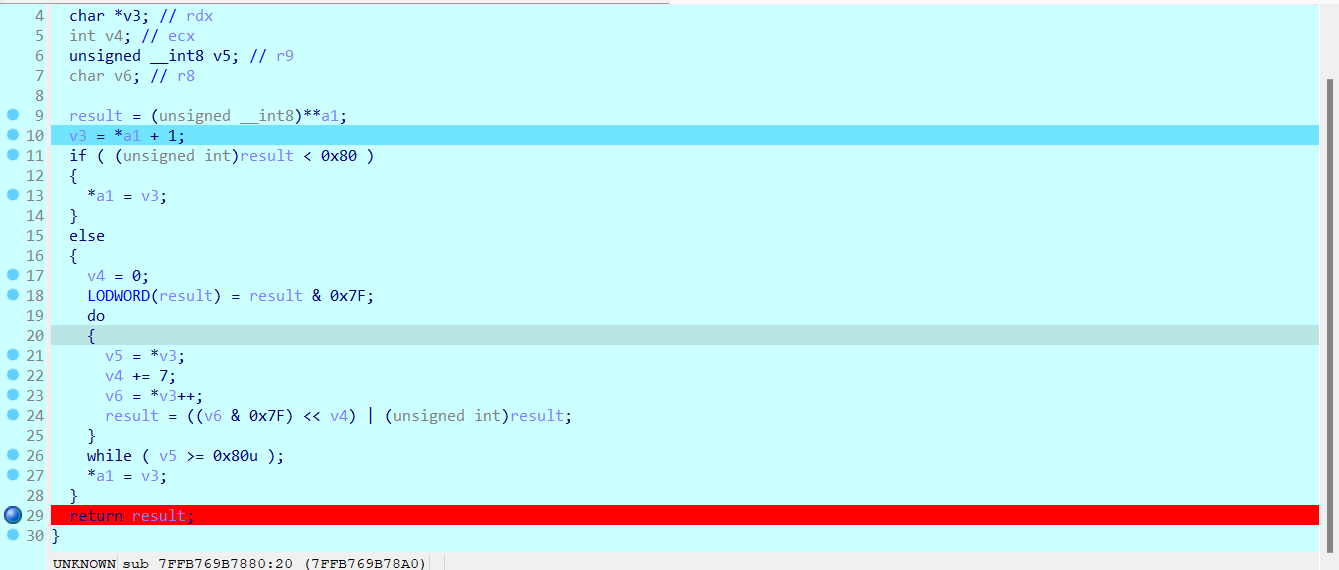 4 char *v3; // rdx
5 int v4; // ecx
6 unsigned __int8 v5; // r9
7 char v6; // r8
8
9 result = (unsigned __int8)**a1;
10 v3 = *a1 + 1;
11 if ( (unsigned int)result < 0x80 )
12 {
13 *a1 = v3;
14 }
15 else
16 {
17 v4 = 0;
18 LODWORD(result) = result & 0x7F;
19 do
20 {
21 v5 = *v3;
22 v4 += 7;
23 v6 = *v3++;
24 result = ((v6 & 0x7F) << v4) | (unsigned int)result;
25 }
26 while ( v5 >= 0x80u );
27 *a1 = v3;
28 }
29 return result;
30 }
UNKNOWN sub 7FFB769B7880:20 (7FFB769B78A0)